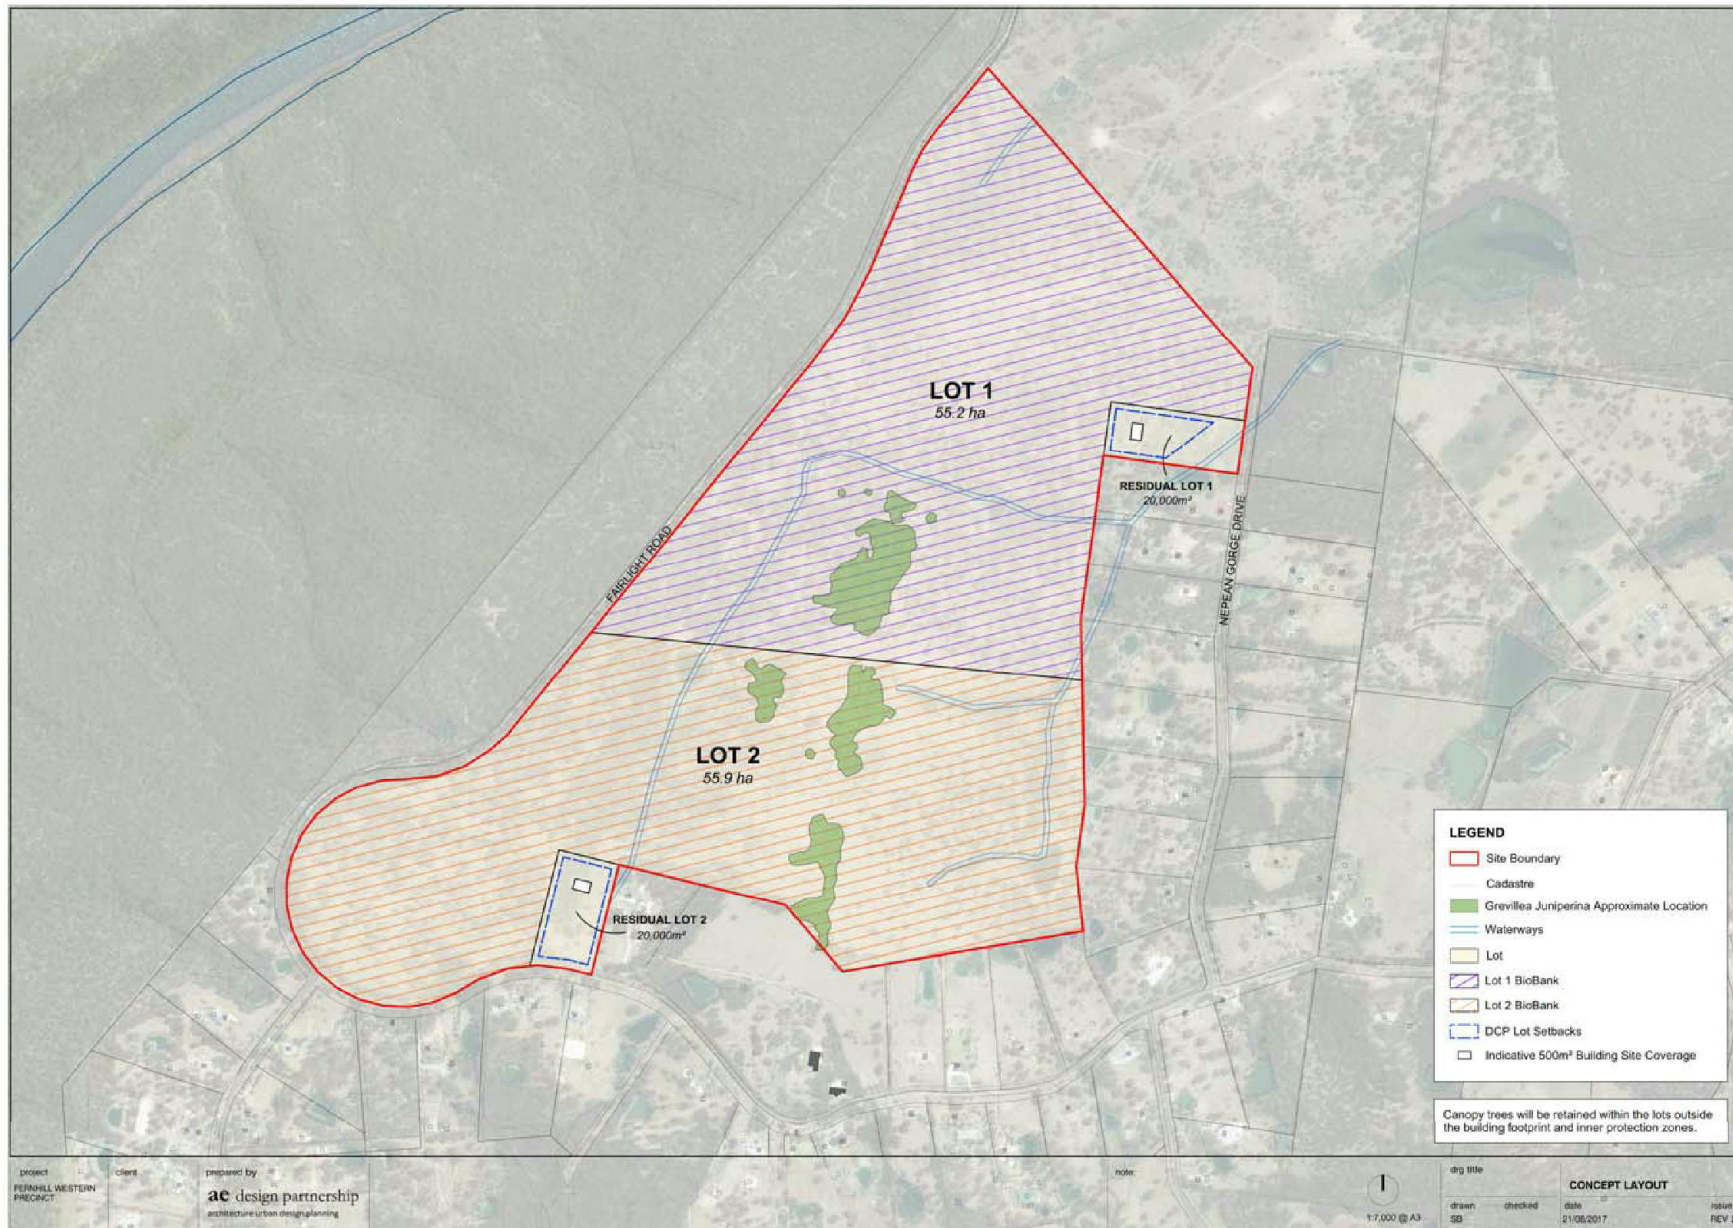 LOT 1
55.2 ha
RESIDUAL LOT 1
20,000m²
FAIRLIGHT ROAD
NEPEAN GORGE DRIVE
LOT 2
55.9 ha
RESIDUAL LOT 2
20,000m²
LEGEND
Site Boundary
Cadastre
Grevillea Juniperina Approximate Location
Waterways
Lot
Lot 1 BioBank
Lot 2 BioBank
DCP Lot Setbacks
Indicative 500m² Building Site Coverage
Canopy trees will be retained within the lots outside
the building footprint and inner protection zones.
project
FERNHILL WESTERN
PRECINCT
client
prepared by
ae design partnership
architecture urban design planning
note:
1:7,000 @ A3
drg title
CONCEPT LAYOUT
drawn
SB
checked
date
21/08/2017
issue
REV